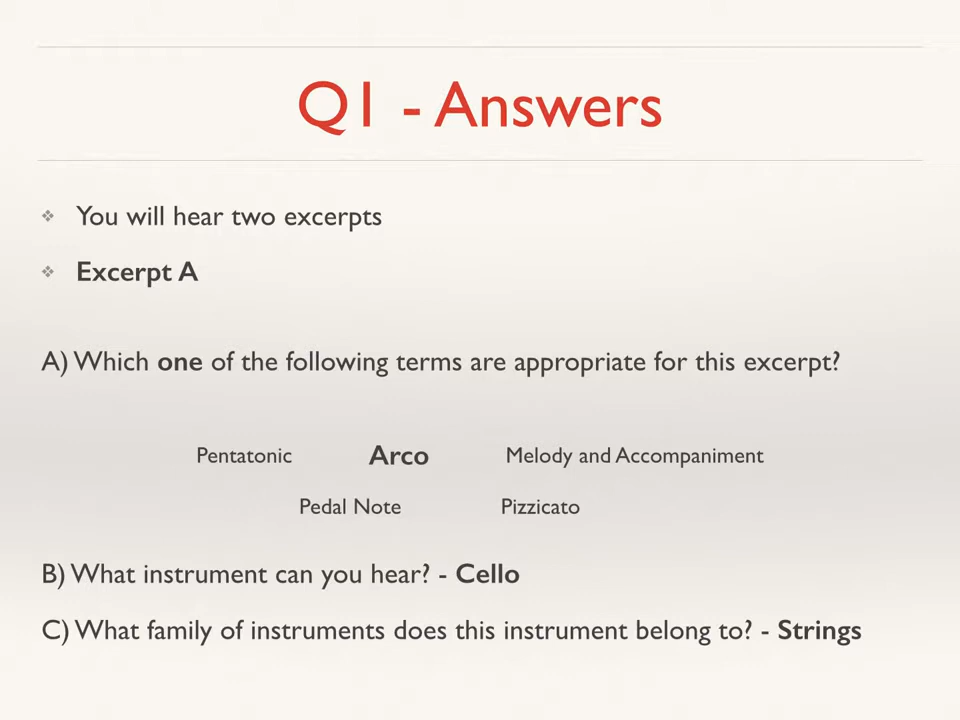 Q1 - Answers
You will hear two excerpts
Excerpt A
A) Which one of the following terms are appropriate for this excerpt?
Pentatonic Arco Melody and Accompaniment
Pedal Note Pizzicato
B) What instrument can you hear? - Cello
C) What family of instruments does this instrument belong to? - Strings